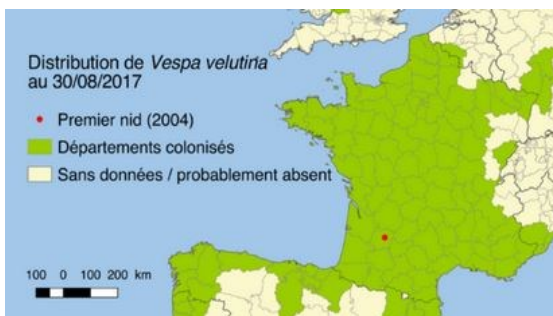 Distribution de Vespa velutina
au 30/08/2017
Premier nid (2004)
Départements colonisés
Sans données / probablement absent
100 0 100 200 km